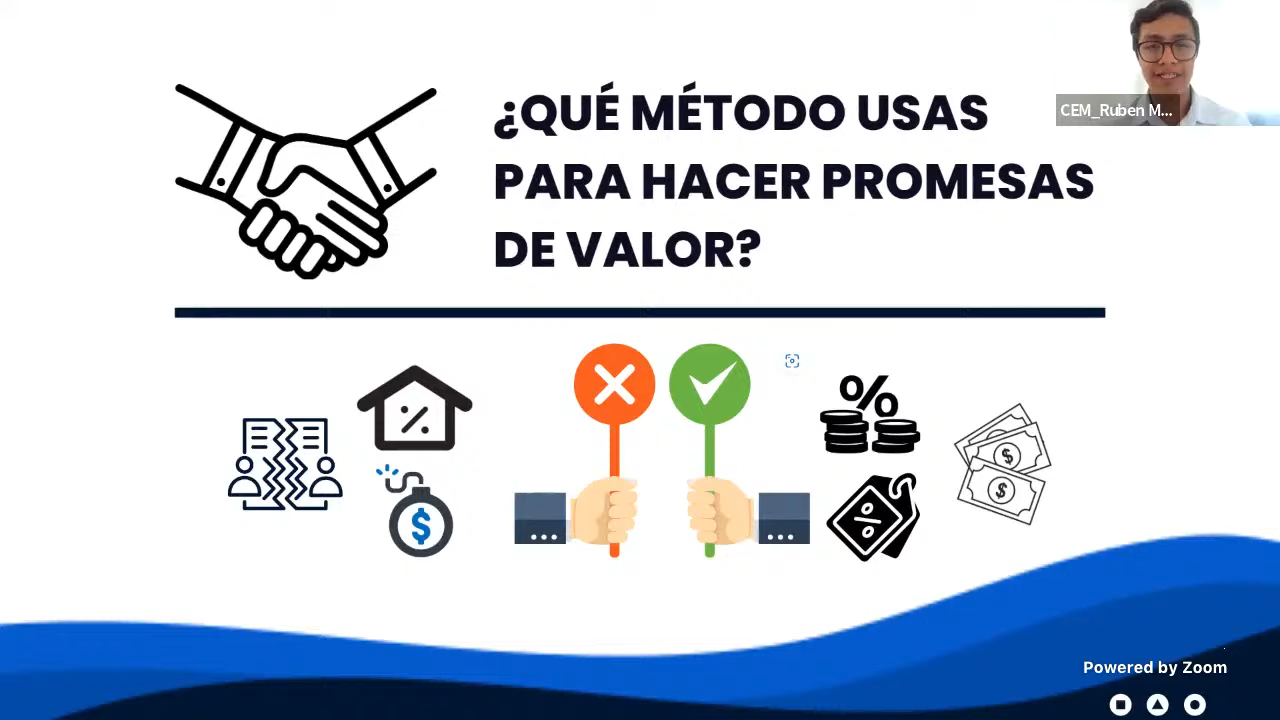 ¿QUÉ MÉTODO USAS
PARA HACER PROMESAS
DE VALOR?
CEM_Ruben M...
%
%
$
%
$
$
Powered by Zoom